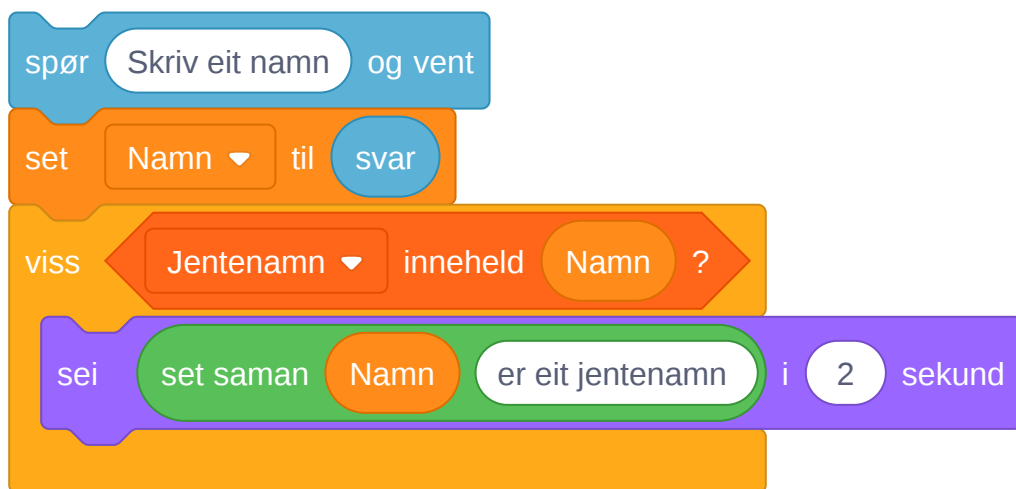 spør Skriv eit namn og vent
set Namn til svar
viss Jentenamn inneheld Namn ?
sei set saman Namn er eit jentenamn i 2 sekund